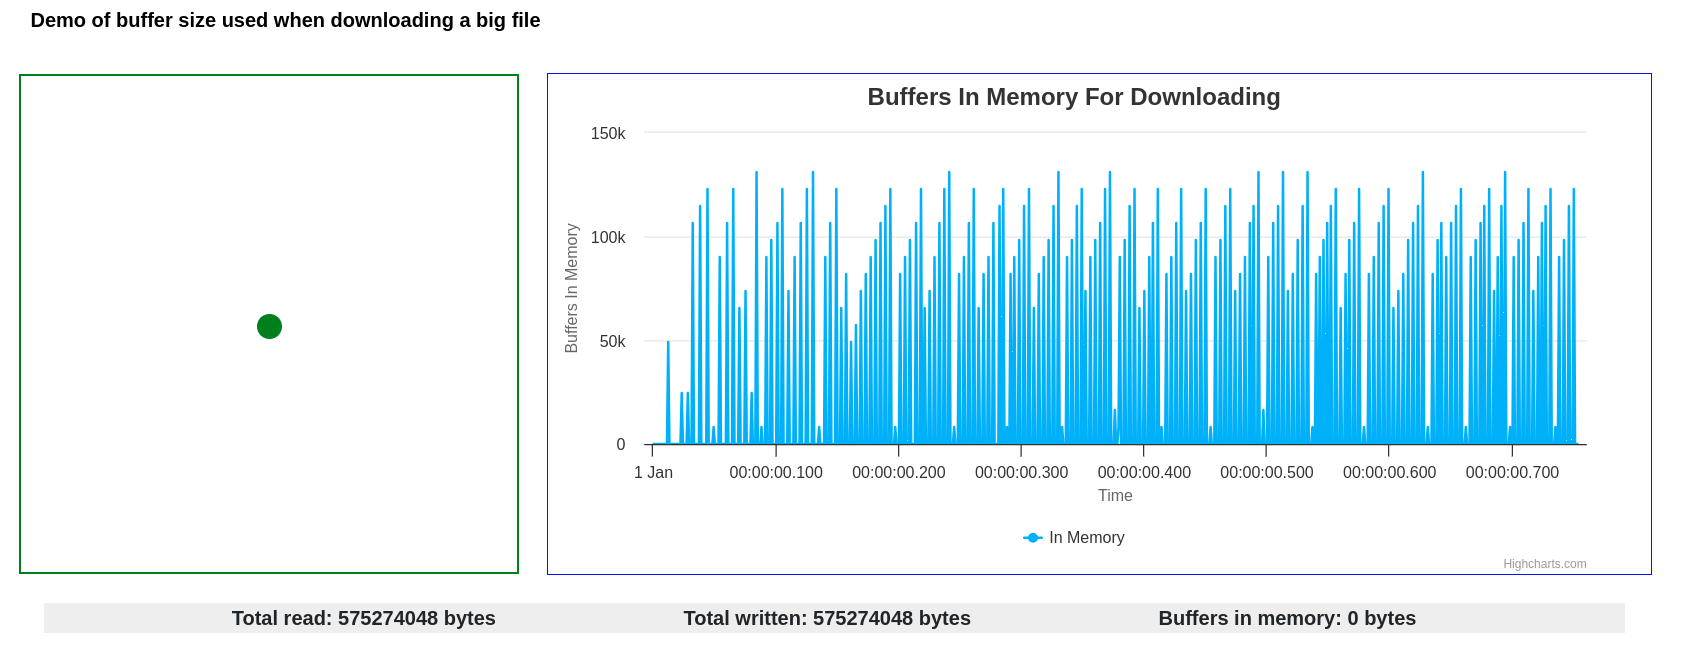 Demo of buffer size used when downloading a big file
Buffers In Memory For Downloading
150k
100k
50k
0
Buffers In Memory
1 Jan 00:00:00.100 00:00:00.200 00:00:00.300 00:00:00.400 00:00:00.500 00:00:00.600 00:00:00.700
Time
In Memory
Highcharts.com
Total read: 575274048 bytes Total written: 575274048 bytes Buffers in memory: 0 bytes